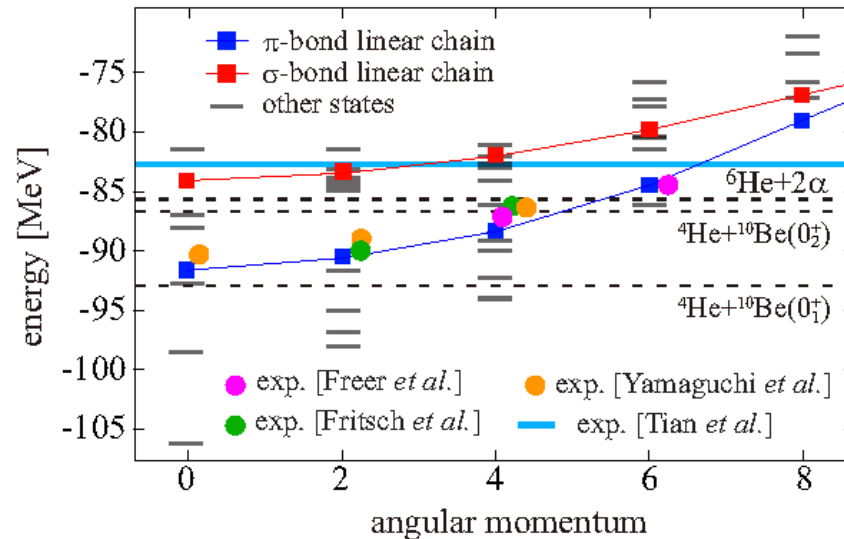 π-bond linear chain
σ-bond linear chain
other states
-75
-80
-85
-90
-95
-100
-105
energy [MeV]
⁶He+2α
⁴He+¹⁰Be(0₂⁺)
⁴He+¹⁰Be(0₁⁺)
exp. [Freer et al.]
exp. [Yamaguchi et al.]
exp. [Fritsch et al.]
exp. [Tian et al.]
0 2 4 6 8
angular momentum